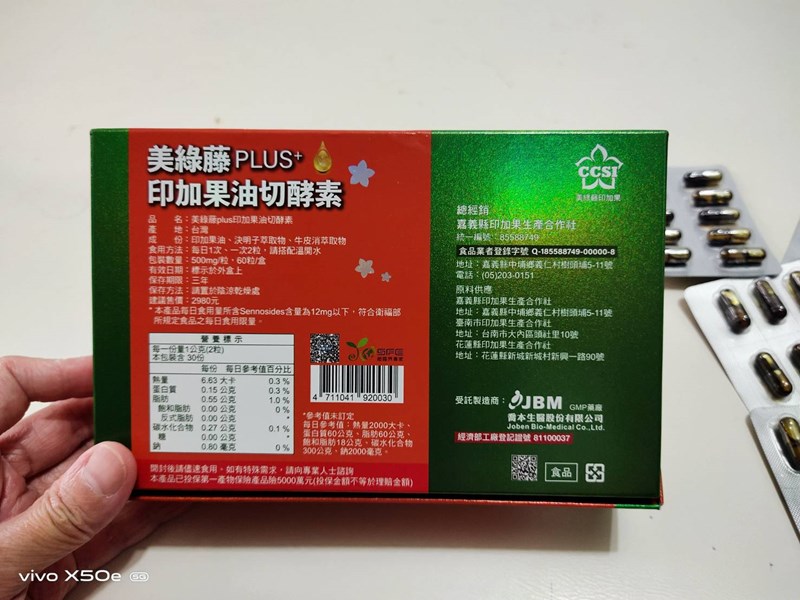 美綠藤PLUS+
印加果油切酵素
品　名：美綠藤plus印加果油切酵素
產　地：台灣
成　份：印加果油、決明子萃取物、牛皮消萃取物
食用方法：每日1次、一次2粒，請搭配溫開水
包裝數量：500mg/粒，60粒/盒
有效日期：標示於外盒上
保存期限：三年
保存方法：請置於陰涼乾燥處
建議售價：2980元
*本產品每日食用量所含Sennosides含量為12mg以下，符合衛福部
所規定食品之每日食用限量。
營養標示
每一份量1公克(2粒)
本包裝含 30份
每份 每日參考值百分比
熱量 6.63 大卡 0.3 %
蛋白質 0.15 公克 0.3 %
脂肪 0.55 公克 1.0 %
飽和脂肪 0.00 公克 0 %
反式脂肪 0.00 公克 *
碳水化合物 0.27 公克 0.1 %
糖 0.00 公克 *
鈉 0.80 毫克 0 %
4 711041 920030
*參考值未訂定
每日參考值：熱量2000大卡、
蛋白質60公克、脂肪60公克、
飽和脂肪18公克、碳水化合物
300公克、鈉2000毫克。
開封後請儘速食用。如有特殊需求，請向專業人士諮詢
本產品已投保第一產物保險產品險5000萬元(投保金額不等於理賠金額)
CCSI
美綠藤印加果
總經銷
嘉義縣印加果生產合作社
統一編號：85588749
食品業者登錄字號 Q-185588749-00000-8
地址：嘉義縣中埔鄉義仁村樹頭埔5-11號
電話：(05)203-0151
原料供應
嘉義縣印加果生產合作社
地址：嘉義縣中埔鄉義仁村樹頭埔5-11號
臺南市印加果生產合作社
地址：台南市大內區頭社里10號
花蓮縣印加果生產合作社
地址：花蓮縣新城新城村新興一路90號
受託製造商：JBM GMP藥廠
喬本生醫股份有限公司
Joben Bio-Medical Co., Ltd.
經濟部工廠登記證號 81100037
食品
vivo X50e 5G